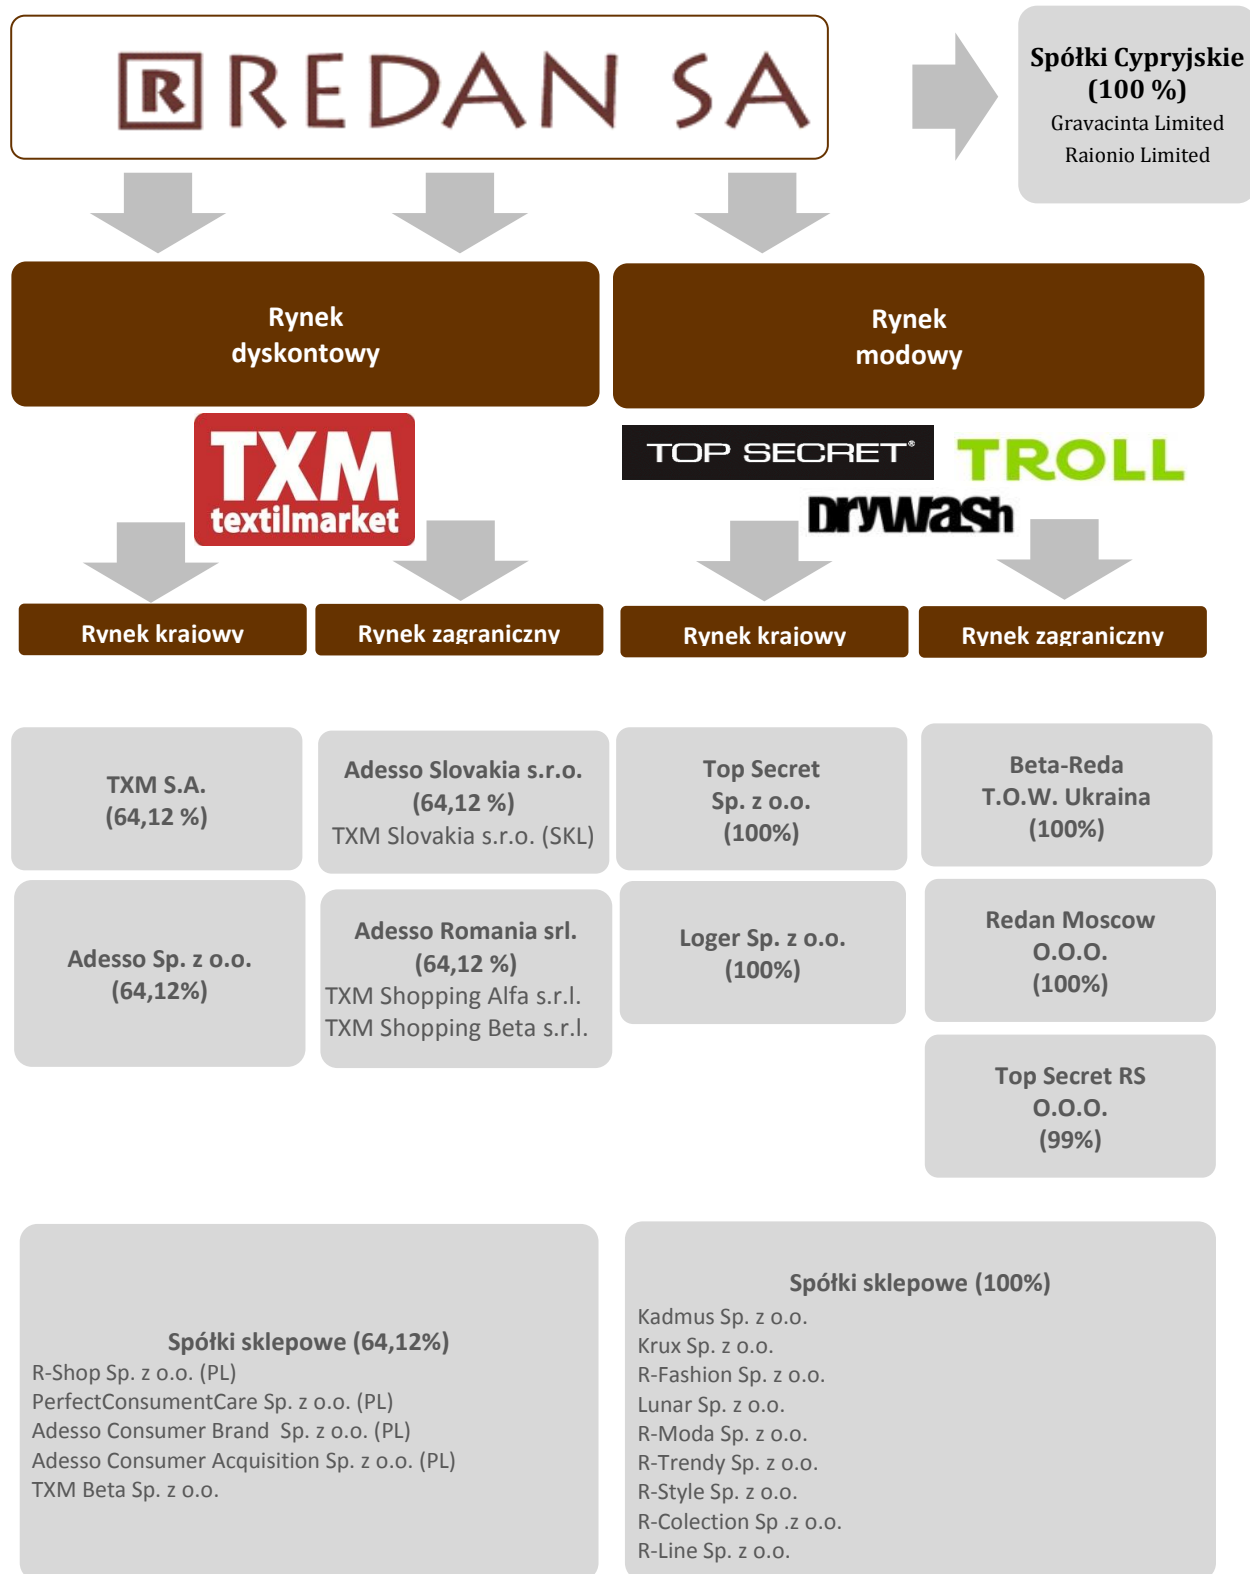 R REDAN SA
Spółki Cypryjskie
(100 %)
Gravacinta Limited
Raionio Limited
Rynek
dyskontowy
Rynek
modowy
TXM
textilmarket
TOP SECRET®
TROLL
DryWash
Rynek krajowy
Rynek zagraniczny
Rynek krajowy
Rynek zagraniczny
TXM S.A.
(64,12 %)
Adesso Slovakia s.r.o.
(64,12 %)
TXM Slovakia s.r.o. (SKL)
Top Secret
Sp. z o.o.
(100%)
Beta-Reda
T.O.W. Ukraina
(100%)
Adesso Sp. z o.o.
(64,12%)
Adesso Romania srl.
(64,12 %)
TXM Shopping Alfa s.r.l.
TXM Shopping Beta s.r.l.
Loger Sp. z o.o.
(100%)
Redan Moscow
O.O.O.
(100%)
Top Secret RS
O.O.O.
(99%)
Spółki sklepowe (64,12%)
R-Shop Sp. z o.o. (PL)
PerfectConsumentCare Sp. z o.o. (PL)
Adesso Consumer Brand  Sp. z o.o. (PL)
Adesso Consumer Acquisition Sp. z o.o. (PL)
TXM Beta Sp. z o.o.
Spółki sklepowe (100%)
Kadmus Sp. z o.o.
Krux Sp. z o.o.
R-Fashion Sp. z o.o.
Lunar Sp. z o.o.
R-Moda Sp. z o.o.
R-Trendy Sp. z o.o.
R-Style Sp. z o.o.
R-Colection Sp .z o.o.
R-Line Sp. z o.o.